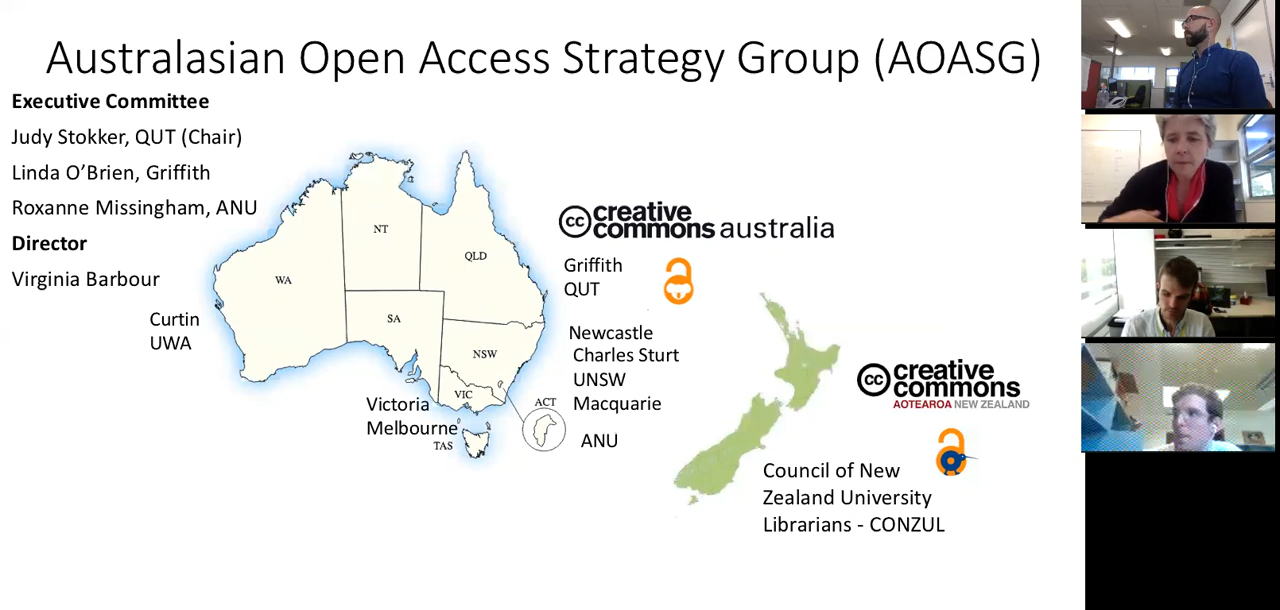 Australasian Open Access Strategy Group (AOASG)
Executive Committee
Judy Stokker, QUT (Chair)
Linda O’Brien, Griffith
Roxanne Missingham, ANU
Director
Virginia Barbour
Curtin
UWA
WA
NT
QLD
SA
NSW
VIC
ACT
TAS
Victoria
Melbourne
cc creative commons australia
Griffith
QUT
Newcastle
Charles Sturt
UNSW
Macquarie
ANU
cc creative
commons
AOTEAROA NEW ZEALAND
Council of New
Zealand University
Librarians - CONZUL